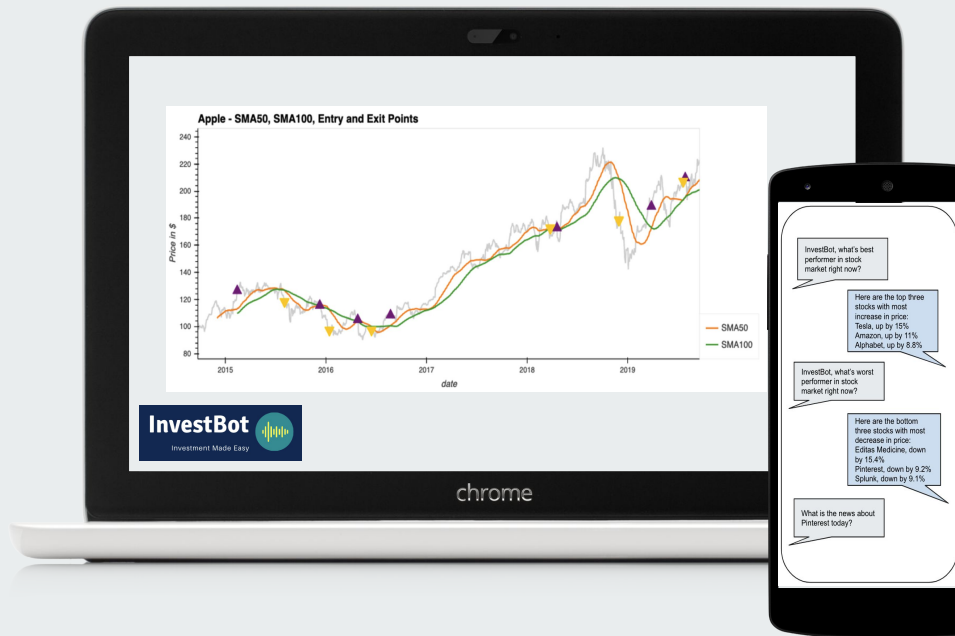 Apple - SMA50, SMA100, Entry and Exit Points
240
220
200
180
160
140
120
100
80
Price in $
2015
2016
2017
2018
2019
date
SMA50
SMA100
InvestBot
Investment Made Easy
chrome
InvestBot, what's best
performer in stock
market right now?
Here are the top three
stocks with most
increase in price:
Tesla, up by 15%
Amazon, up by 11%
Alphabet, up by 8.8%
InvestBot, what's worst
performer in stock
market right now?
Here are the bottom
three stocks with most
decrease in price:
Editas Medicine, down
by 15.4%
Pinterest, down by 9.2%
Splunk, down by 9.1%
What is the news about
Pinterest today?